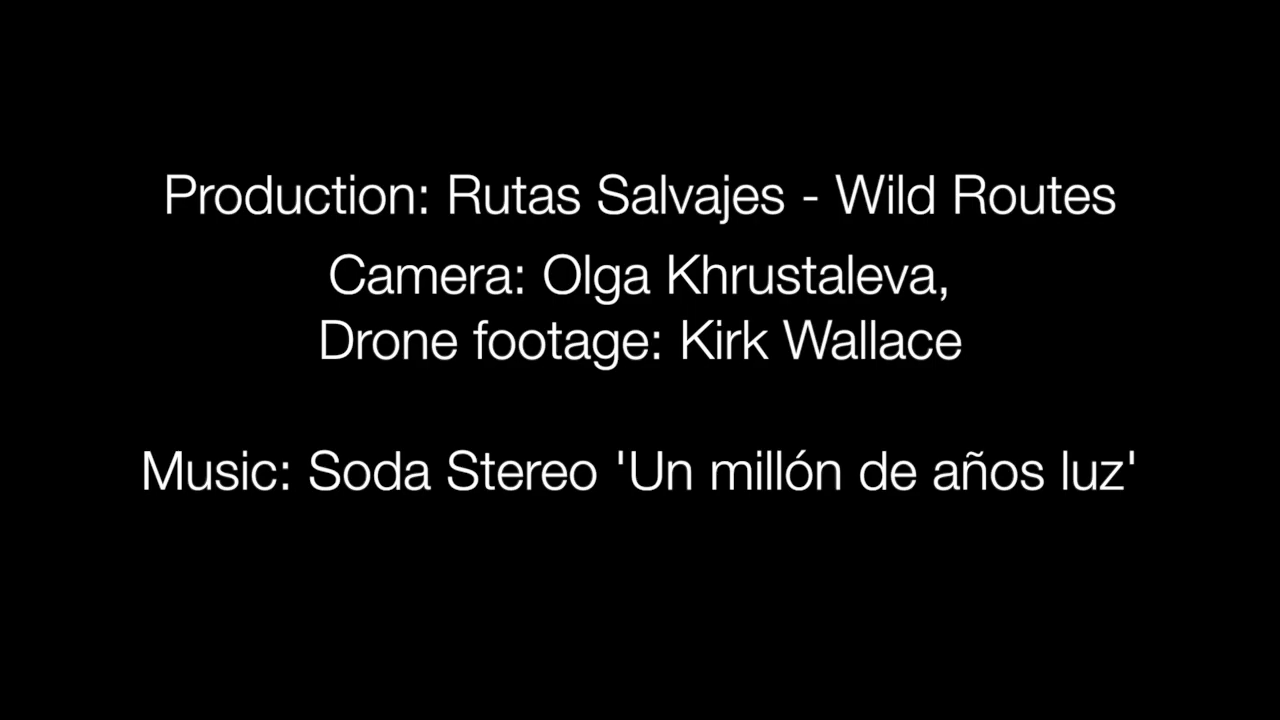 Production: Rutas Salvajes - Wild Routes
Camera: Olga Khrustaleva,
Drone footage: Kirk Wallace
Music: Soda Stereo 'Un millón de años luz'